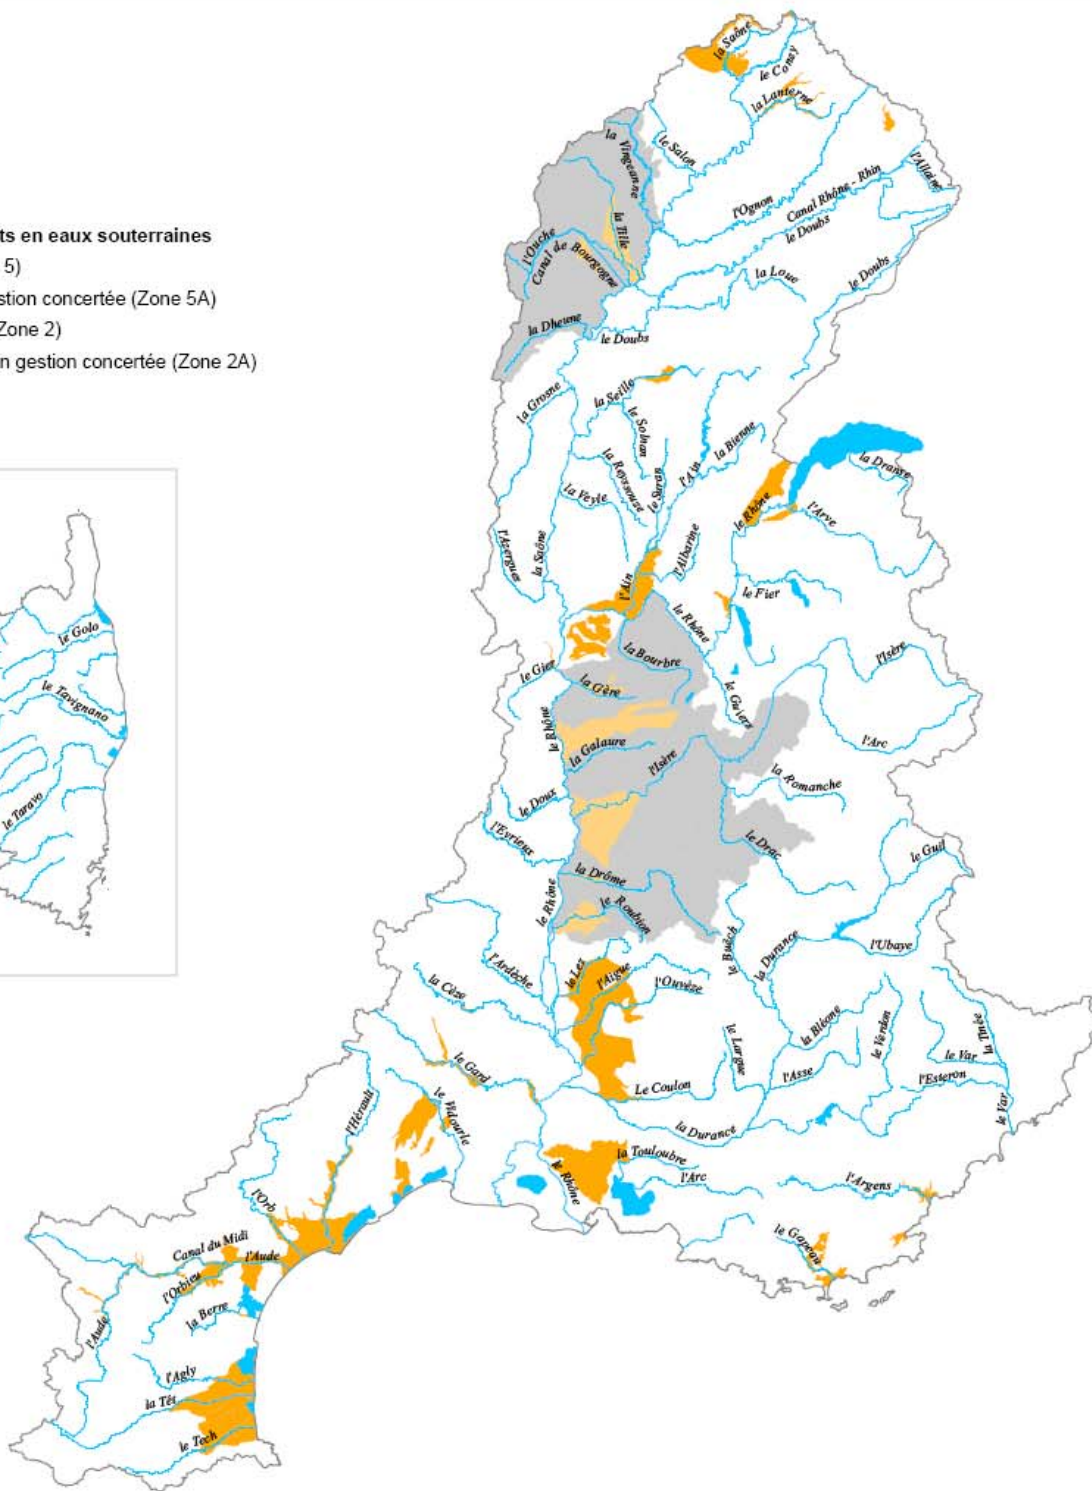 ts en eaux souterraines
5)
stion concertée (Zone 5A)
Zone 2)
n gestion concertée (Zone 2A)
le Golo
le Tavignano
le Taravo
la Saône
le Coney
la Lanterne
la Vingeanne
le Salon
l'Allaine
l'Ognon
Canal Rhône - Rhin
le Doubs
la Tille
l'Ouche
Canal de Bourgogne
la Loue
le Doubs
la Dheune
le Doubs
la Grosne
la Seille
le Solnan
la Bienne
la Reyssouze
le Suran
l'Ain
la Veyle
la Dranse
le Rhône
l'Arve
l'Azergues
la Saône
l'Albarine
l'Ain
le Fier
le Rhône
la Bourbre
l'Isère
le Gier
la Gère
le Guiers
le Rhône
la Galaure
l'Isère
l'Arc
la Romanche
le Doux
l'Eyrieux
le Drac
le Guil
la Drôme
le Rhône
le Roubion
le Buëch
la Durance
l'Ubaye
l'Ardèche
le Lez
l'Aigue
l'Ouvèze
la Cèze
le Largue
la Bléone
le Verdon
la Tinée
le Var
l'Esteron
le Gard
l'Asse
Le Coulon
le Var
l'Hérault
le Vidourle
la Durance
la Touloubre
le Rhône
l'Arc
l'Argens
l'Orb
le Gapeau
Canal du Midi
l'Aude
l'Orbieu
la Berre
l'Aude
l'Agly
la Têt
le Tech